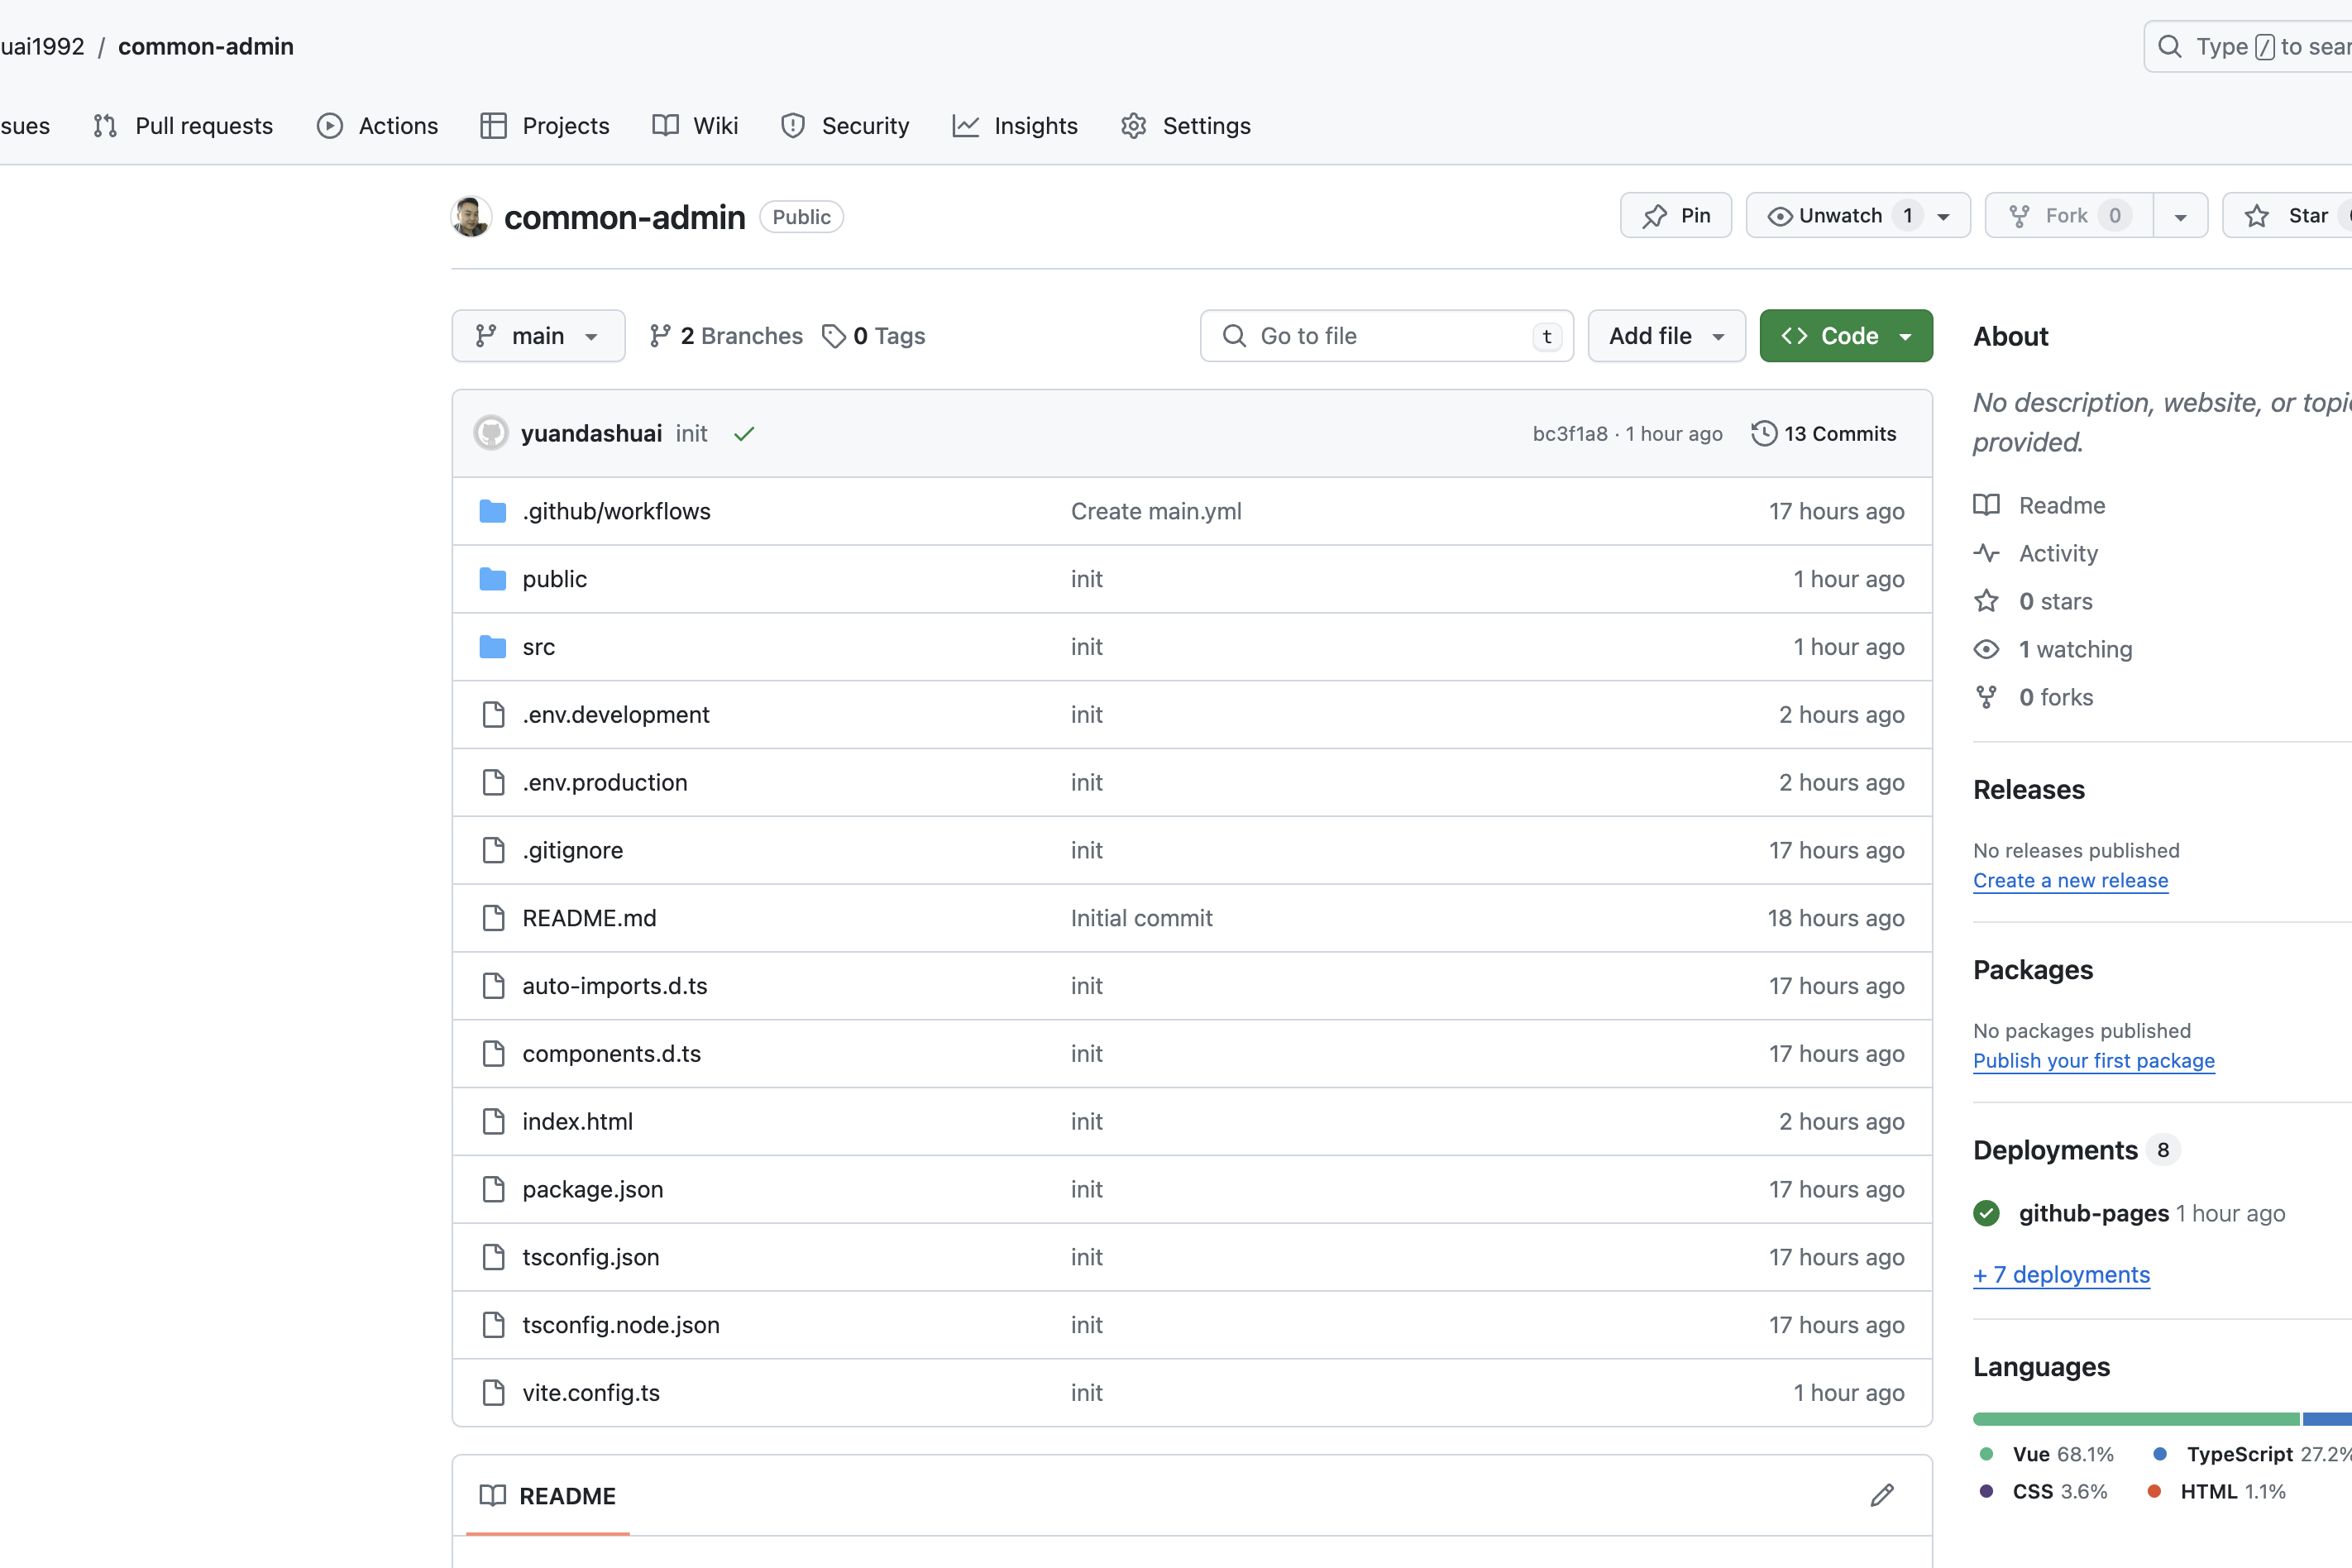 uai1992 / common-admin
Type / to sear
sues Pull requests Actions Projects Wiki Security Insights Settings
common-admin Public
Pin Unwatch 1 Fork 0 Star
main 2 Branches 0 Tags
Go to file t Add file Code
yuandashuai init bc3f1a8 · 1 hour ago 13 Commits
.github/workflows Create main.yml 17 hours ago
public init 1 hour ago
src init 1 hour ago
.env.development init 2 hours ago
.env.production init 2 hours ago
.gitignore init 17 hours ago
README.md Initial commit 18 hours ago
auto-imports.d.ts init 17 hours ago
components.d.ts init 17 hours ago
index.html init 2 hours ago
package.json init 17 hours ago
tsconfig.json init 17 hours ago
tsconfig.node.json init 17 hours ago
vite.config.ts init 1 hour ago
README
About
No description, website, or topic
provided.
Readme
Activity
0 stars
1 watching
0 forks
Releases
No releases published
Create a new release
Packages
No packages published
Publish your first package
Deployments 8
github-pages 1 hour ago
+ 7 deployments
Languages
Vue 68.1% TypeScript 27.2%
CSS 3.6% HTML 1.1%